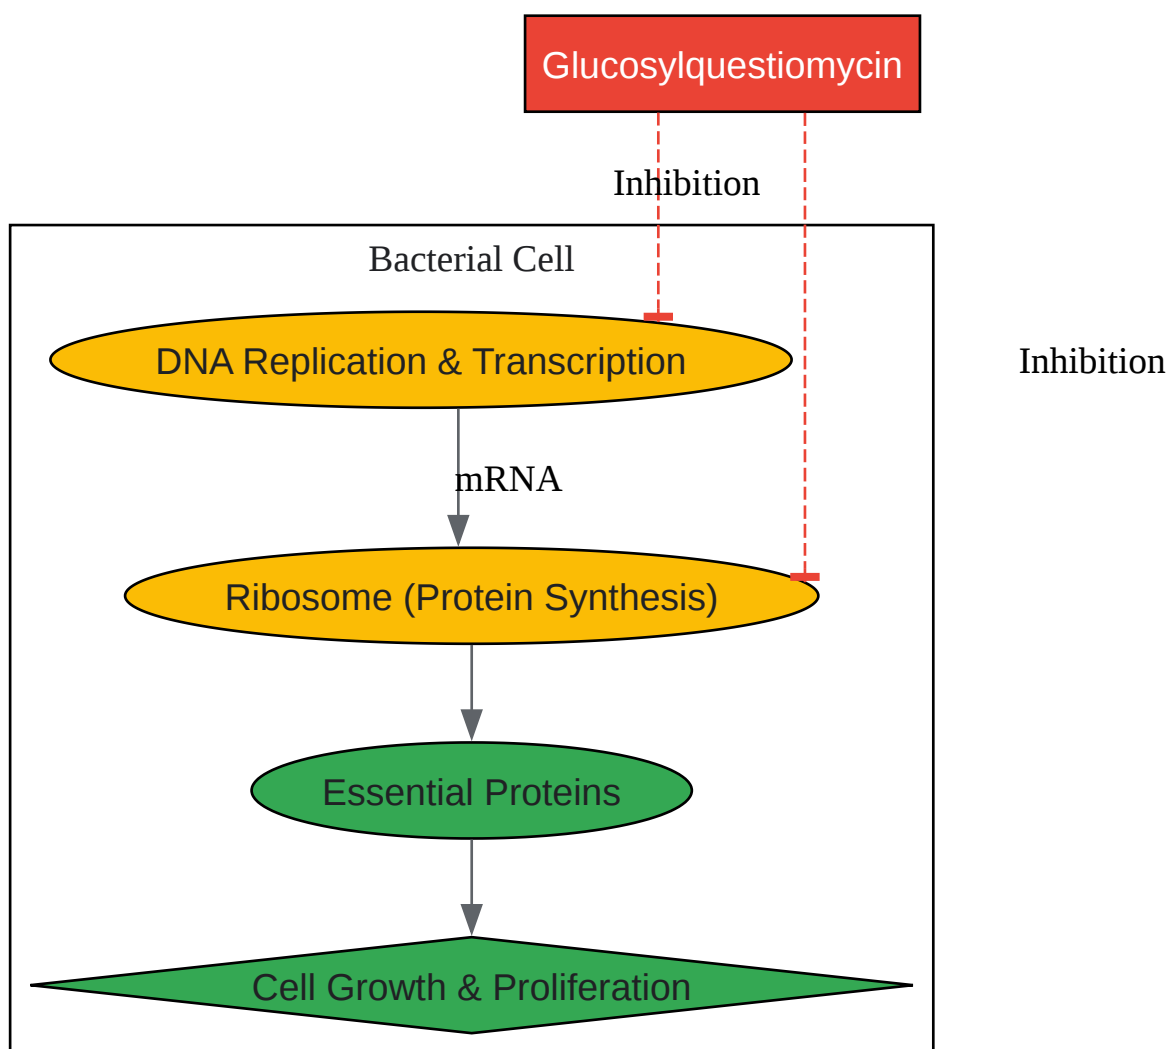 Glucosylquestiomycin
Inhibition
Bacterial Cell
DNA Replication & Transcription
Inhibition
mRNA
Ribosome (Protein Synthesis)
Essential Proteins
Cell Growth & Proliferation